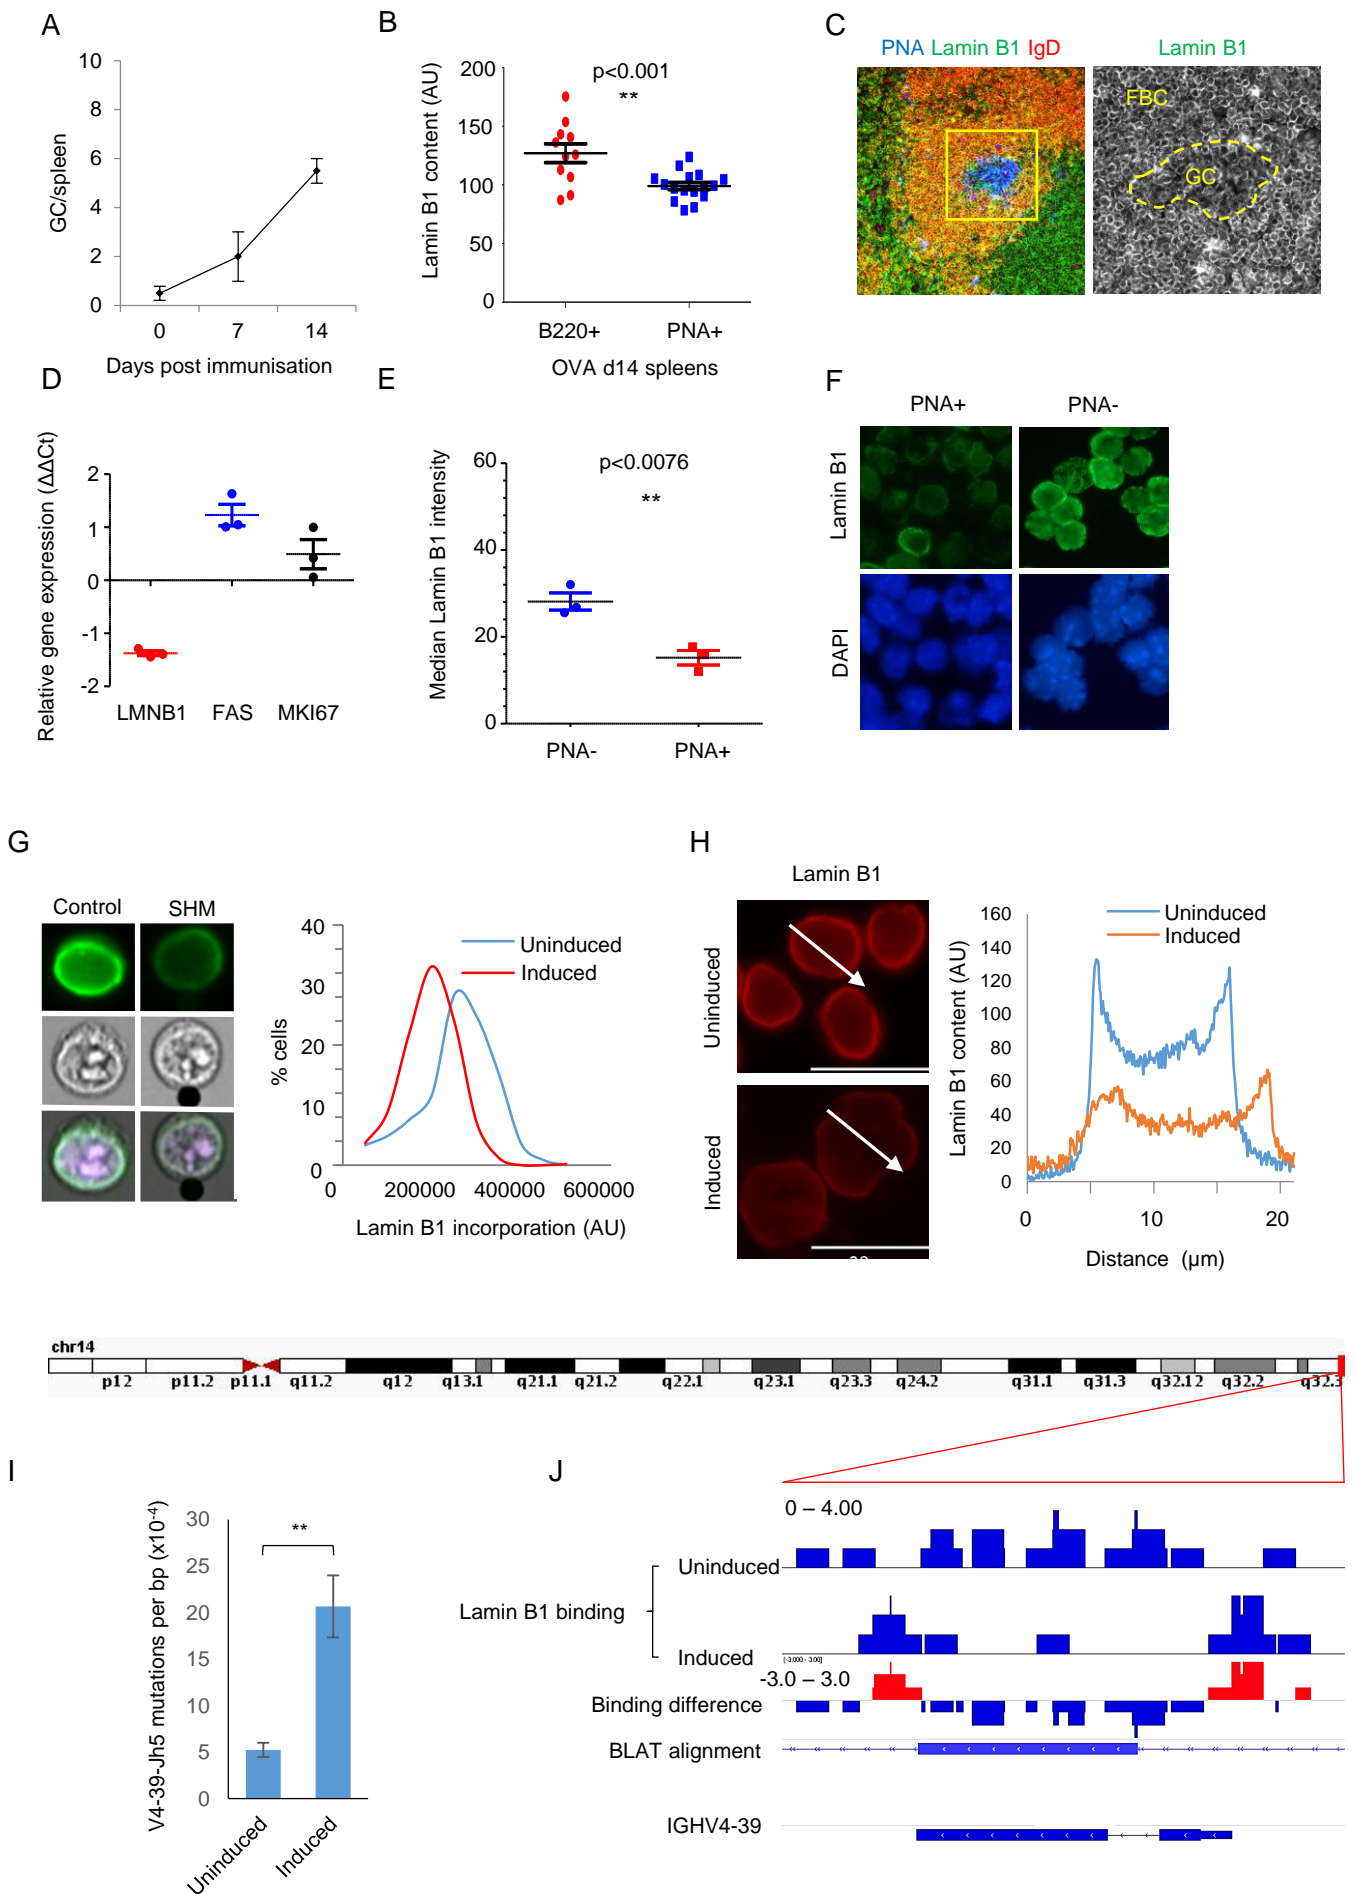 A
10
8
6
4
2
0
GC/spleen
0 7 14
Days post immunisation
B
200
150
100
50
0
Lamin B1 content (AU)
p<0.001
**
B220+ PNA+
OVA d14 spleens
C
PNA Lamin B1 IgD
Lamin B1
FBC
GC
D
Relative gene expression (ΔΔCt)
2
1
0
-1
-2
LMNB1 FAS MKI67
E
Median Lamin B1 intensity
60
40
20
0
p<0.0076
**
PNA- PNA+
F
PNA+ PNA-
Lamin B1
DAPI
G
Control SHM
40
30
20
10
0
% cells
Uninduced
Induced
0 200000 400000 600000
Lamin B1 incorporation (AU)
H
Lamin B1
Uninduced
Induced
160
140
120
100
80
60
40
20
0
Lamin B1 content (AU)
Uninduced
Induced
0 10 20
Distance (µm)
chr14
p12 p11.2 p11.1 q11.2 q12 q13.1 q21.1 q21.2 q22.1 q23.1 q23.3 q24.2 q31.1 q31.3 q32.12 q32.2 q32.3
I
V4-39-Jh5 mutations per bp (x10-4)
30
25
20
15
10
5
0
**
Uninduced Induced
J
0 – 4.00
Uninduced
Lamin B1 binding
Induced
[-3.000 - 3.00]
-3.0 – 3.0
Binding difference
BLAT alignment
IGHV4-39